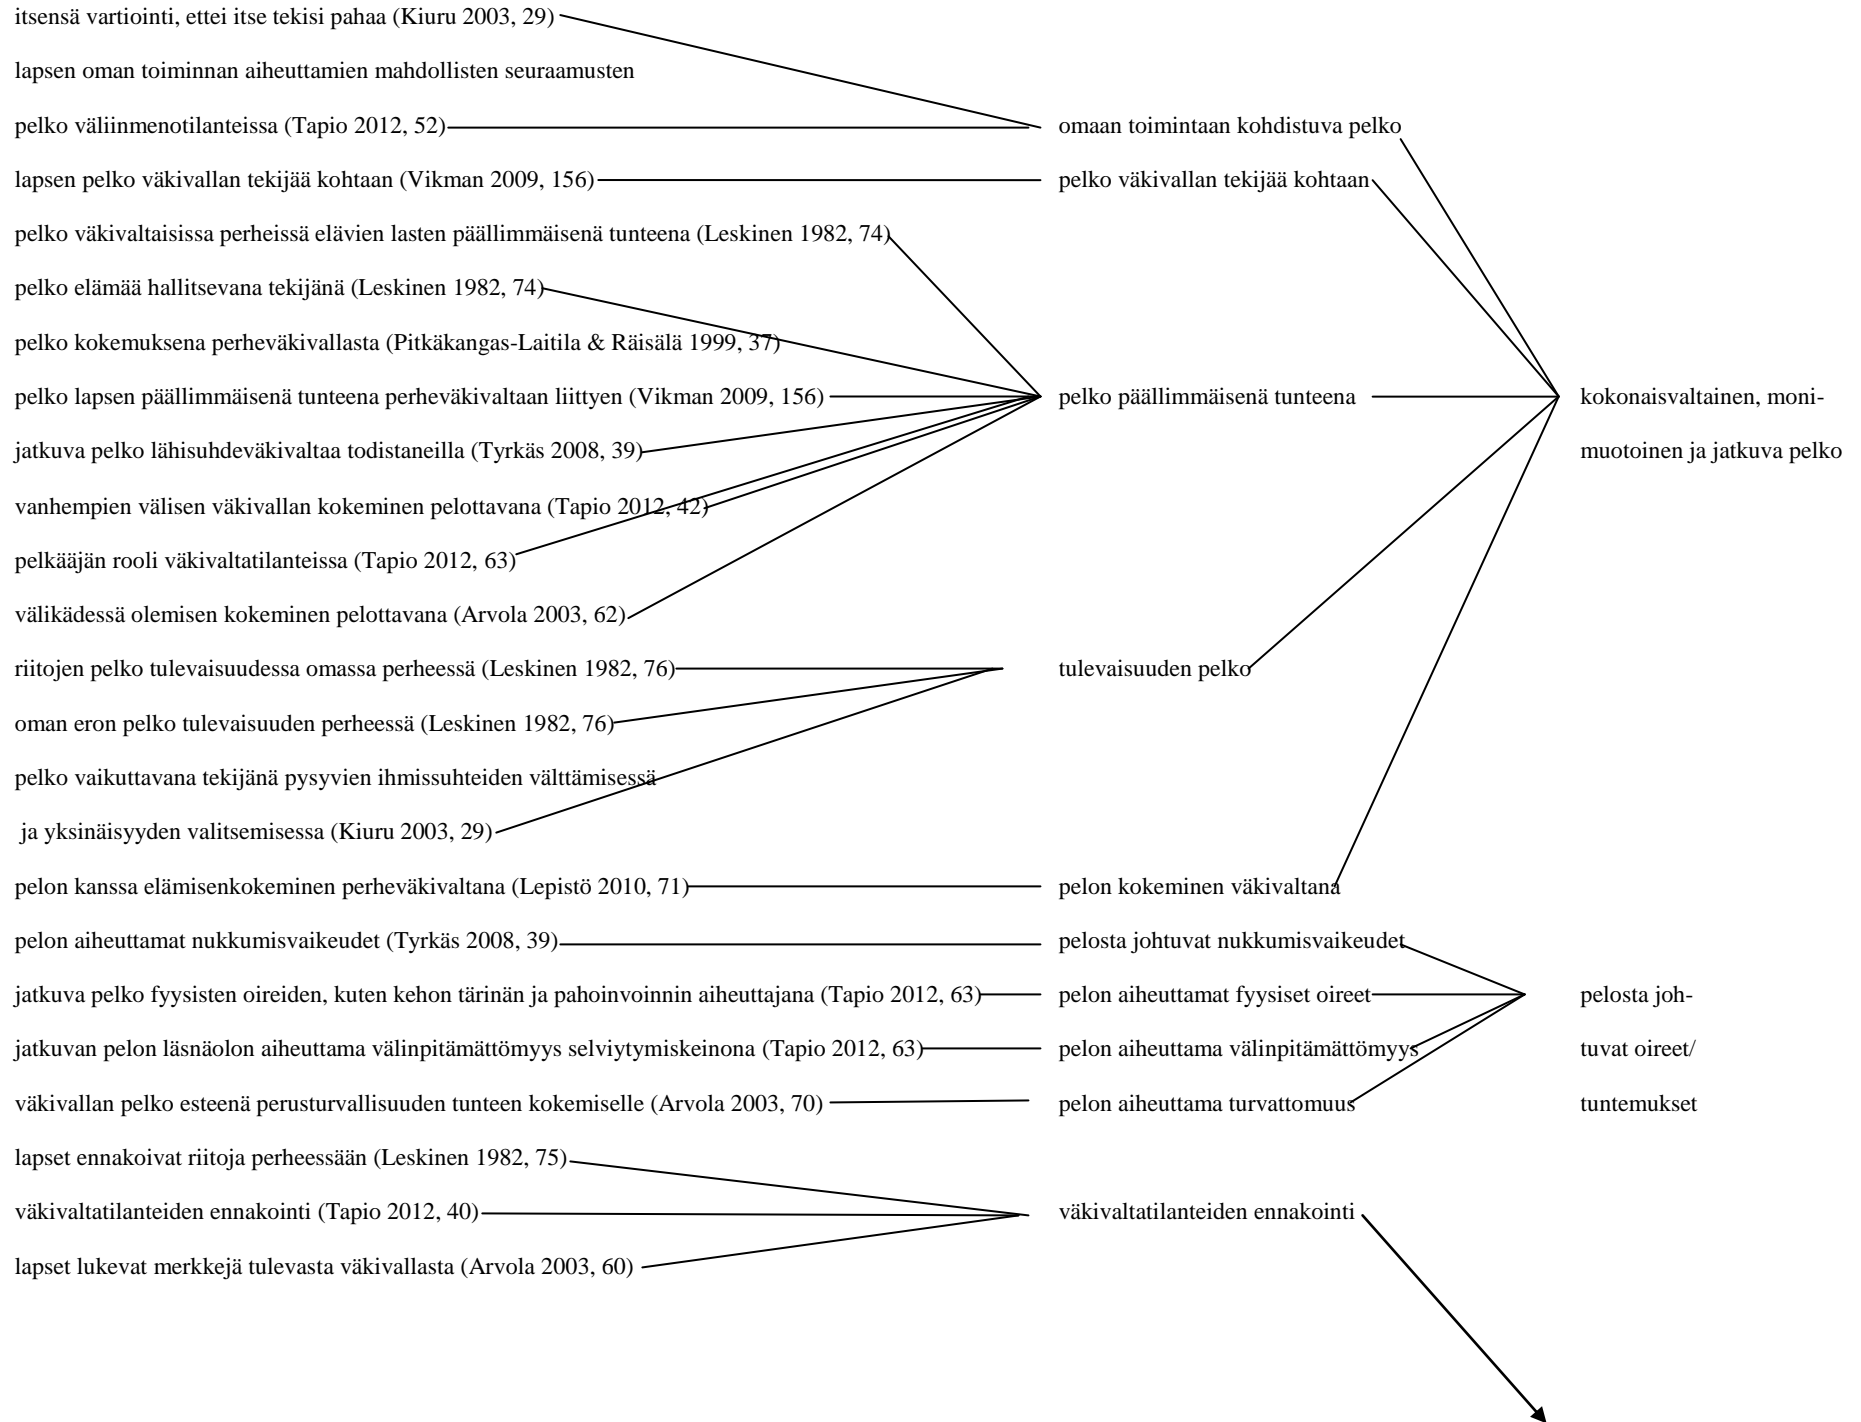 itsensä vartiointi, ettei itse tekisi pahaa (Kiuru 2003, 29)
lapsen oman toiminnan aiheuttamien mahdollisten seuraamusten
pelko väliinmenotilanteissa (Tapio 2012, 52) omaan toimintaan kohdistuva pelko
lapsen pelko väkivallan tekijää kohtaan (Vikman 2009, 156) pelko väkivallan tekijää kohtaan
pelko väkivaltaisissa perheissä elävien lasten päällimmäisenä tunteena (Leskinen 1982, 74)
pelko elämää hallitsevana tekijänä (Leskinen 1982, 74)
pelko kokemuksena perheväkivallasta (Pitkäkangas-Laitila & Räisälä 1999, 37)
pelko lapsen päällimmäisenä tunteena perheväkivaltaan liittyen (Vikman 2009, 156) pelko päällimmäisenä tunteena kokonaisvaltainen, moni-
jatkuva pelko lähisuhdeväkivaltaa todistaneilla (Tyrkäs 2008, 39) muotoinen ja jatkuva pelko
vanhempien välisen väkivallan kokeminen pelottavana (Tapio 2012, 42)
pelkääjän rooli väkivaltatilanteissa (Tapio 2012, 63)
välikädessä olemisen kokeminen pelottavana (Arvola 2003, 62)
riitojen pelko tulevaisuudessa omassa perheessä (Leskinen 1982, 76) tulevaisuuden pelko
oman eron pelko tulevaisuuden perheessä (Leskinen 1982, 76)
pelko vaikuttavana tekijänä pysyvien ihmissuhteiden välttämisessä
ja yksinäisyyden valitsemisessa (Kiuru 2003, 29)
pelon kanssa elämisenkokeminen perheväkivaltana (Lepistö 2010, 71) pelon kokeminen väkivaltana
pelon aiheuttamat nukkumisvaikeudet (Tyrkäs 2008, 39) pelosta johtuvat nukkumisvaikeudet
jatkuva pelko fyysisten oireiden, kuten kehon tärinän ja pahoinvoinnin aiheuttajana (Tapio 2012, 63) pelon aiheuttamat fyysiset oireet pelosta joh-
jatkuvan pelon läsnäolon aiheuttama välinpitämättömyys selviytymiskeinona (Tapio 2012, 63) pelon aiheuttama välinpitämättömyys tuvat oireet/
väkivallan pelko esteenä perusturvallisuuden tunteen kokemiselle (Arvola 2003, 70) pelon aiheuttama turvattomuus tuntemukset
lapset ennakoivat riitoja perheessään (Leskinen 1982, 75)
väkivaltatilanteiden ennakointi (Tapio 2012, 40) väkivaltatilanteiden ennakointi
lapset lukevat merkkejä tulevasta väkivallasta (Arvola 2003, 60)